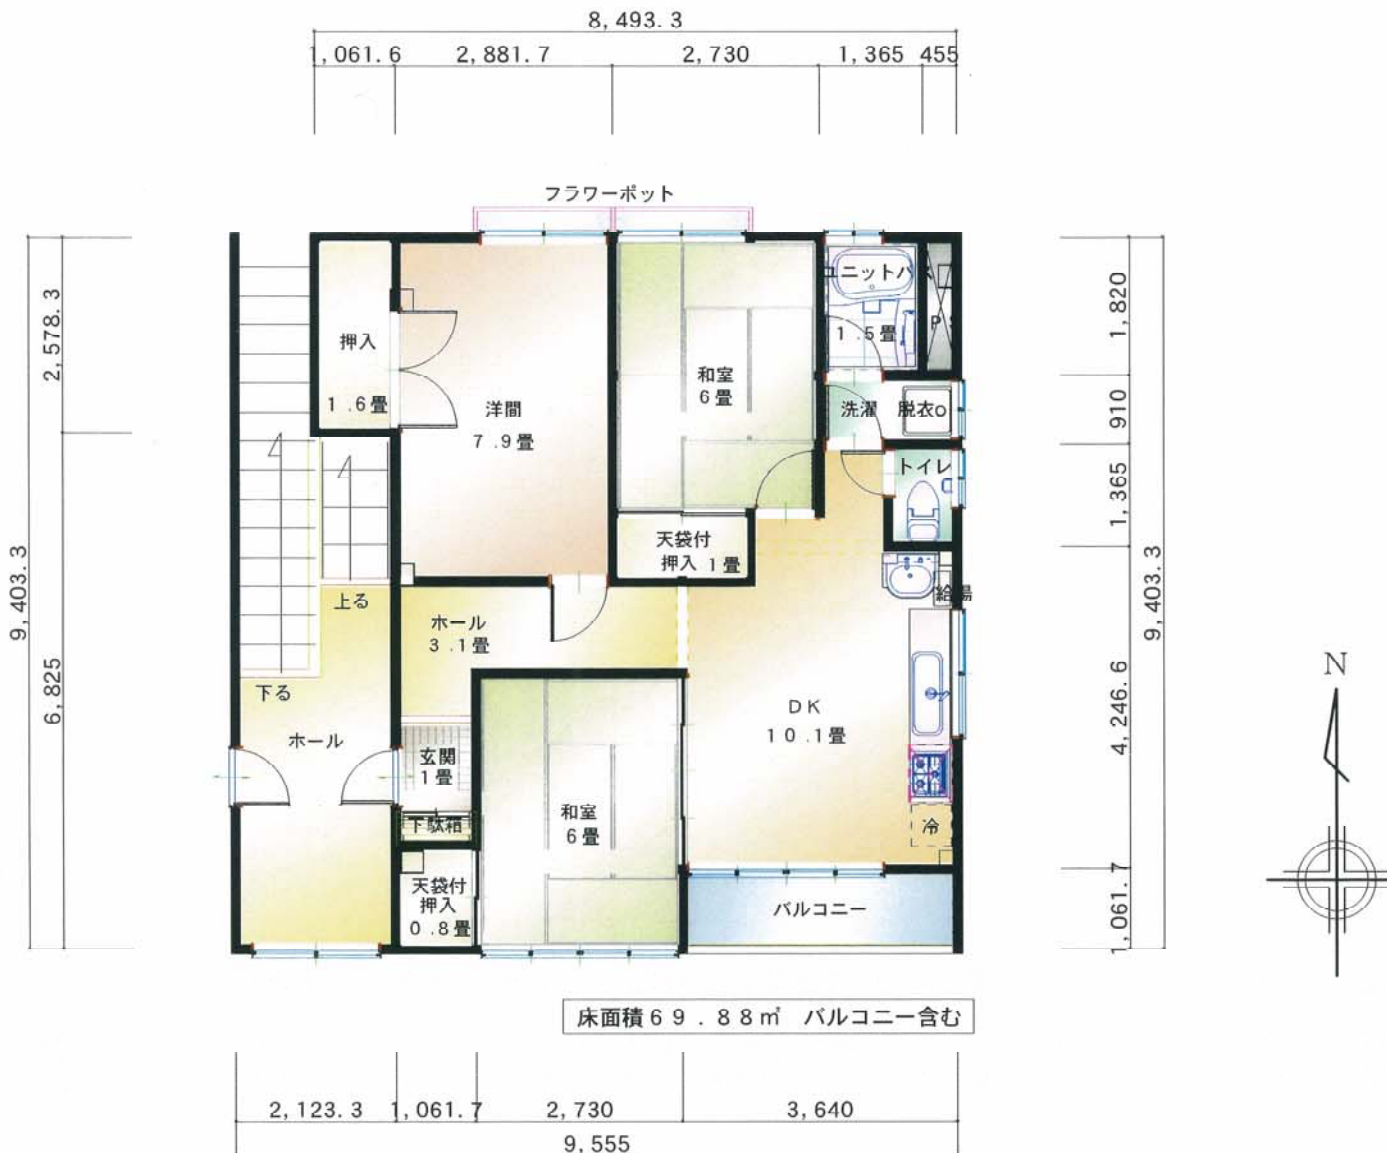 8,493.3
1,061.6 2,881.7 2,730 1,365 455
フラワーポット
2,578.3
6,825
9,403.3
押入
1.6畳
洋間
7.9畳
和室
6畳
ユニットバス
1.5畳
PS
洗濯 脱衣
トイレ
天袋付
押入 1畳
給湯
上る
下る
ホール
ホール
3.1畳
玄関
1畳
下駄箱
天袋付
押入
0.8畳
和室
6畳
DK
10.1畳
冷
バルコニー
1,820
910
1,365
4,246.6
1,061.7
9,403.3
N
床面積69.88㎡ バルコニー含む
2,123.3 1,061.7 2,730 3,640
9,555